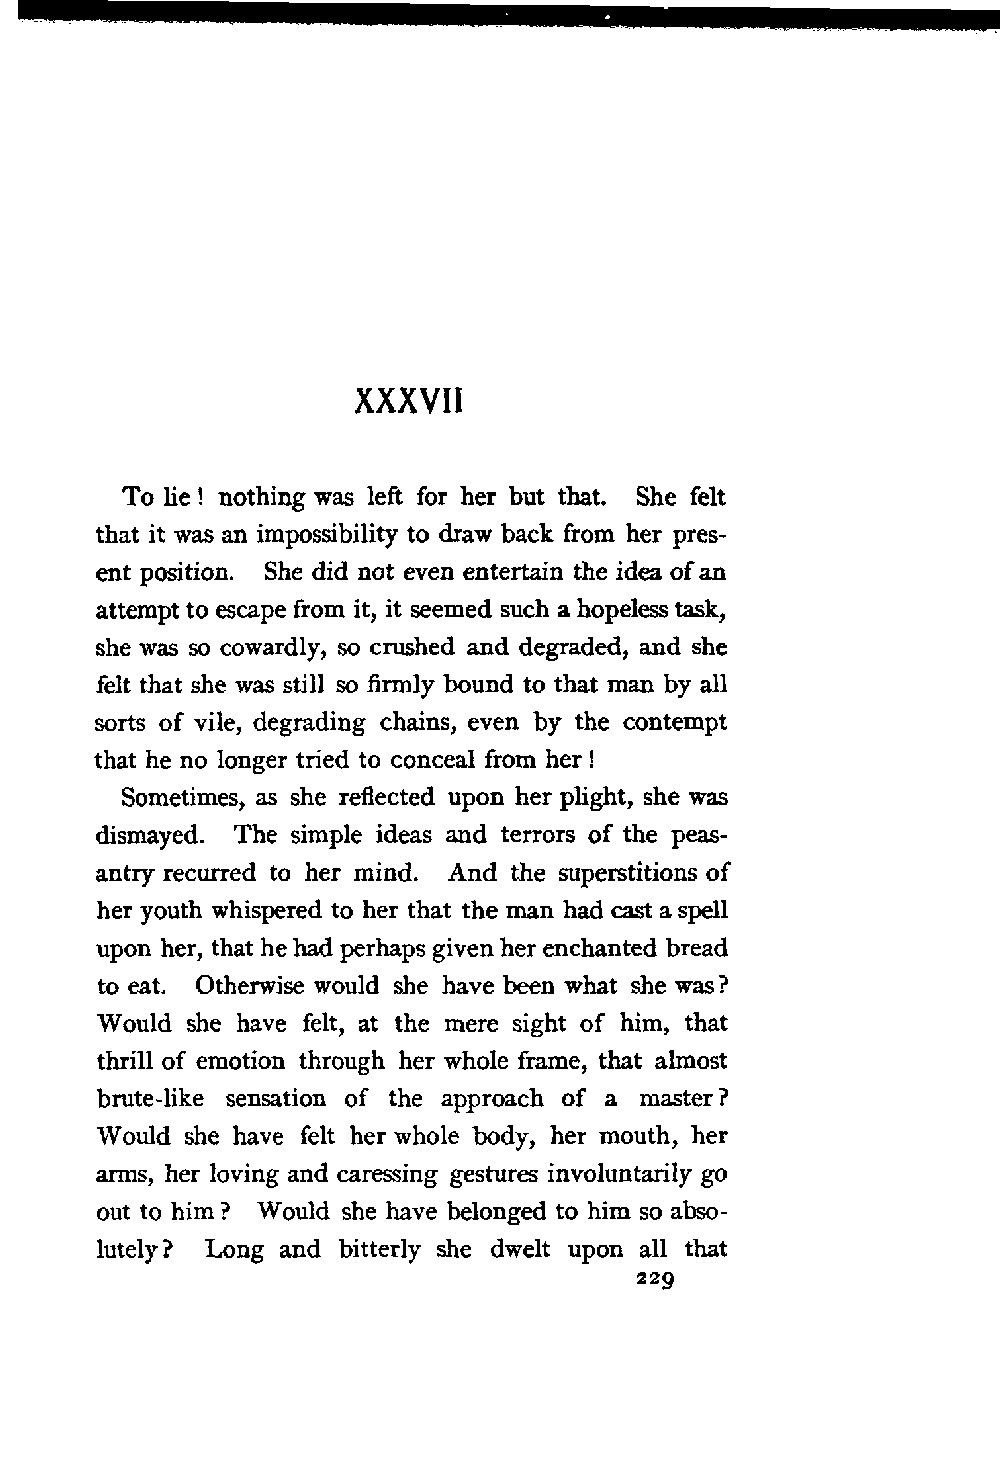 XXXVII
To lie! nothing was left for her but that. She felt
that it was an impossibility to draw back from her pres-
ent position. She did not even entertain the idea of an
attempt to escape from it, it seemed such a hopeless task,
she was so cowardly, so crushed and degraded, and she
felt that she was still so firmly bound to that man by all
sorts of vile, degrading chains, even by the contempt
that he no longer tried to conceal from her!
Sometimes, as she reflected upon her plight, she was
dismayed. The simple ideas and terrors of the peas-
antry recurred to her mind. And the superstitions of
her youth whispered to her that the man had cast a spell
upon her, that he had perhaps given her enchanted bread
to eat. Otherwise would she have been what she was?
Would she have felt, at the mere sight of him, that
thrill of emotion through her whole frame, that almost
brute-like sensation of the approach of a master?
Would she have felt her whole body, her mouth, her
arms, her loving and caressing gestures involuntarily go
out to him? Would she have belonged to him so abso-
lutely? Long and bitterly she dwelt upon all that
229